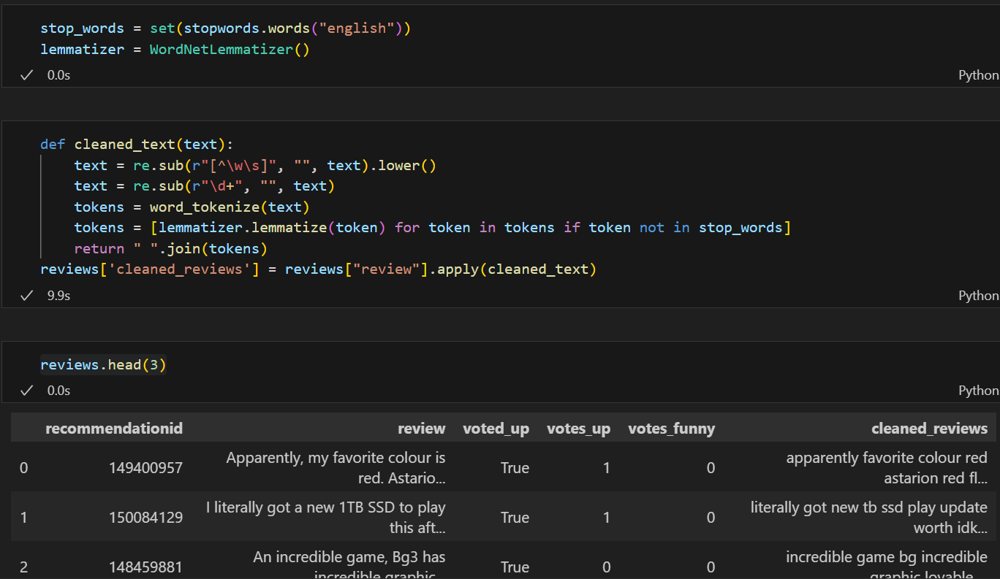 stop_words = set(stopwords.words("english"))
lemmatizer = WordNetLemmatizer()
0.0s
Python
def cleaned_text(text):
    text = re.sub(r"[^\w\s]", "", text).lower()
    text = re.sub(r"\d+", "", text)
    tokens = word_tokenize(text)
    tokens = [lemmatizer.lemmatize(token) for token in tokens if token not in stop_words]
    return " ".join(tokens)
reviews['cleaned_reviews'] = reviews["review"].apply(cleaned_text)
9.9s
Python
reviews.head(3)
0.0s
Python
recommendationid review voted_up votes_up votes_funny cleaned_reviews
0 149400957 Apparently, my favorite colour is True 1 0 apparently favorite colour red
red. Astario... astarion red fl...
1 150084129 I literally got a new 1TB SSD to play True 1 0 literally got new tb ssd play update
this aft... worth idk...
2 148459881 An incredible game, Bg3 has True 0 0 incredible game bg incredible
incredible graphic... graphic lovable...